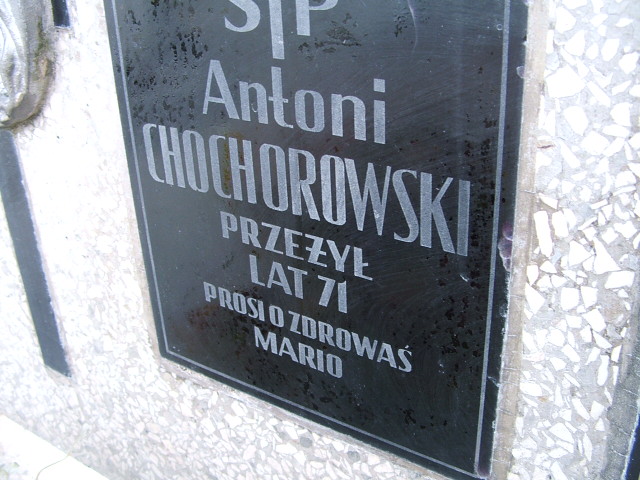 Ś†P
Antoni
CHOCHOROWSKI
PRZEŻYŁ
LAT 71
PROSI O ZDROWAŚ
MARIO